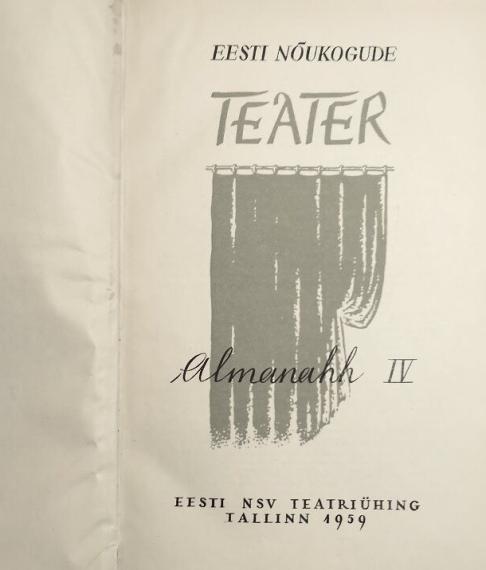 EESTI NÕUKOGUDE
TEATER
Almanahh IV
EESTI NSV TEATRIÜHING
TALLINN 1959